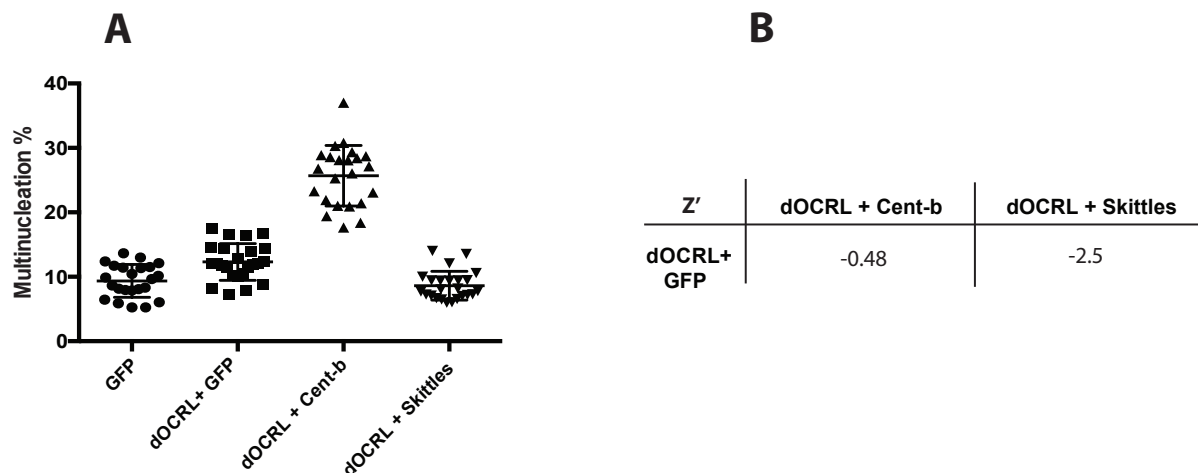 A
B
40
30
20
10
0
Multinucleation %
GFP
dOCRL+ GFP
dOCRL + Cent-b
dOCRL + Skittles
Z'
dOCRL + Cent-b
dOCRL + Skittles
dOCRL+
GFP
-0.48
-2.5